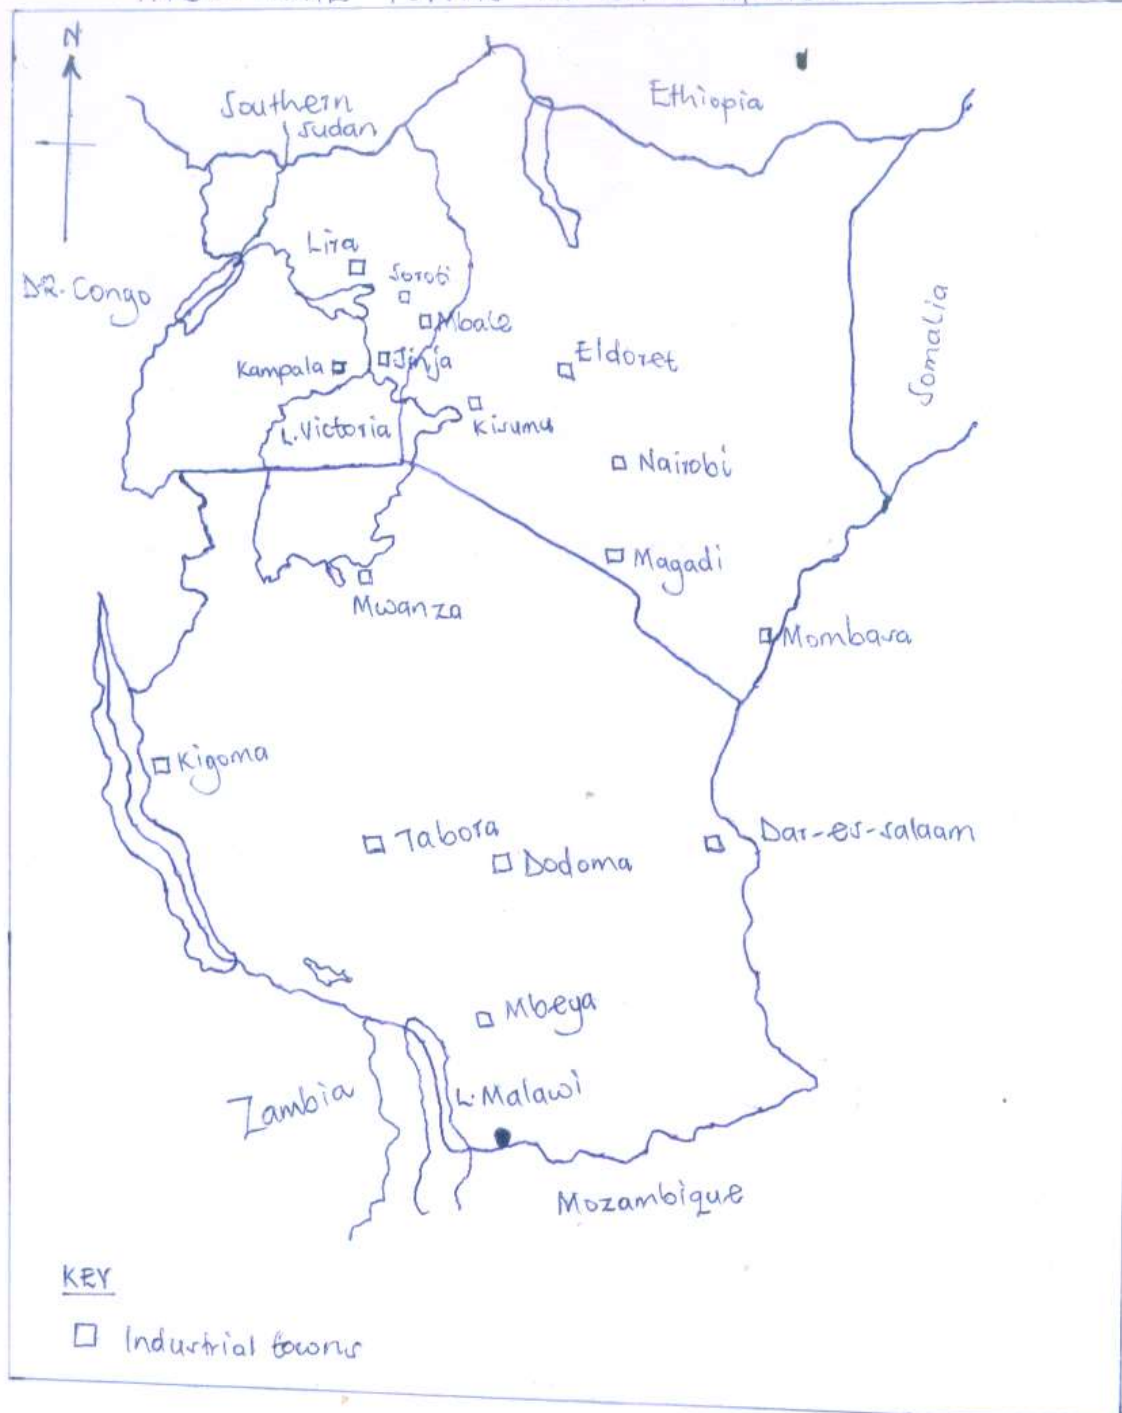 N
Southern
Sudan
Ethiopia
Lira
DR. Congo
Soroti
Mbale
Somalia
Kampala
Jinja
Eldoret
L. Victoria
Kisumu
Nairobi
Magadi
Mwanza
Mombasa
Kigoma
Tabora
Dodoma
Dar-es-salaam
Mbeya
Zambia
L. Malawi
Mozambique
KEY
Industrial towns